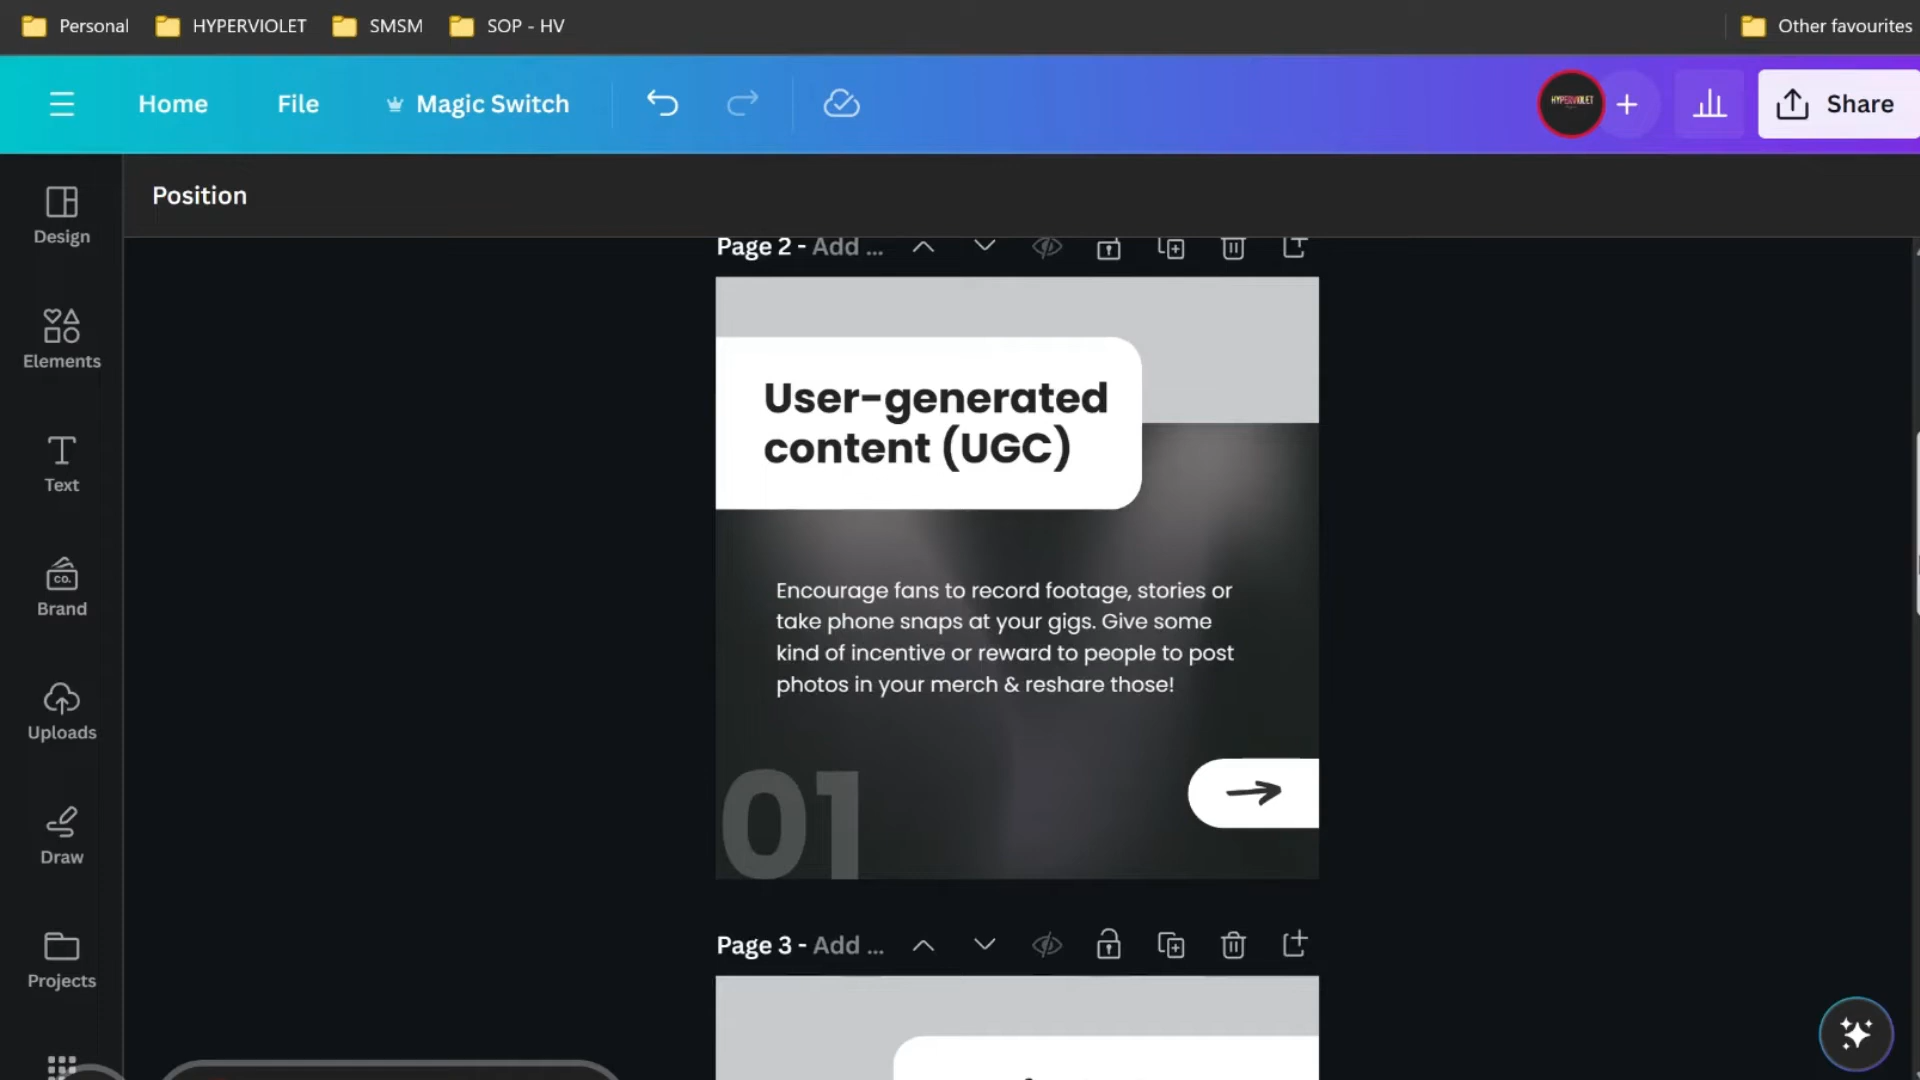 Personal HYPERVIOLET SMSM SOP - HV Other favourites
Home File Magic Switch HYPERVIOLET Share
Position
Design
Elements
Text
CO.
Brand
Uploads
Draw
Projects
Page 2 - Add ...
User-generated
content (UGC)
Encourage fans to record footage, stories or
take phone snaps at your gigs. Give some
kind of incentive or reward to people to post
photos in your merch & reshare those!
01
Page 3 - Add ...